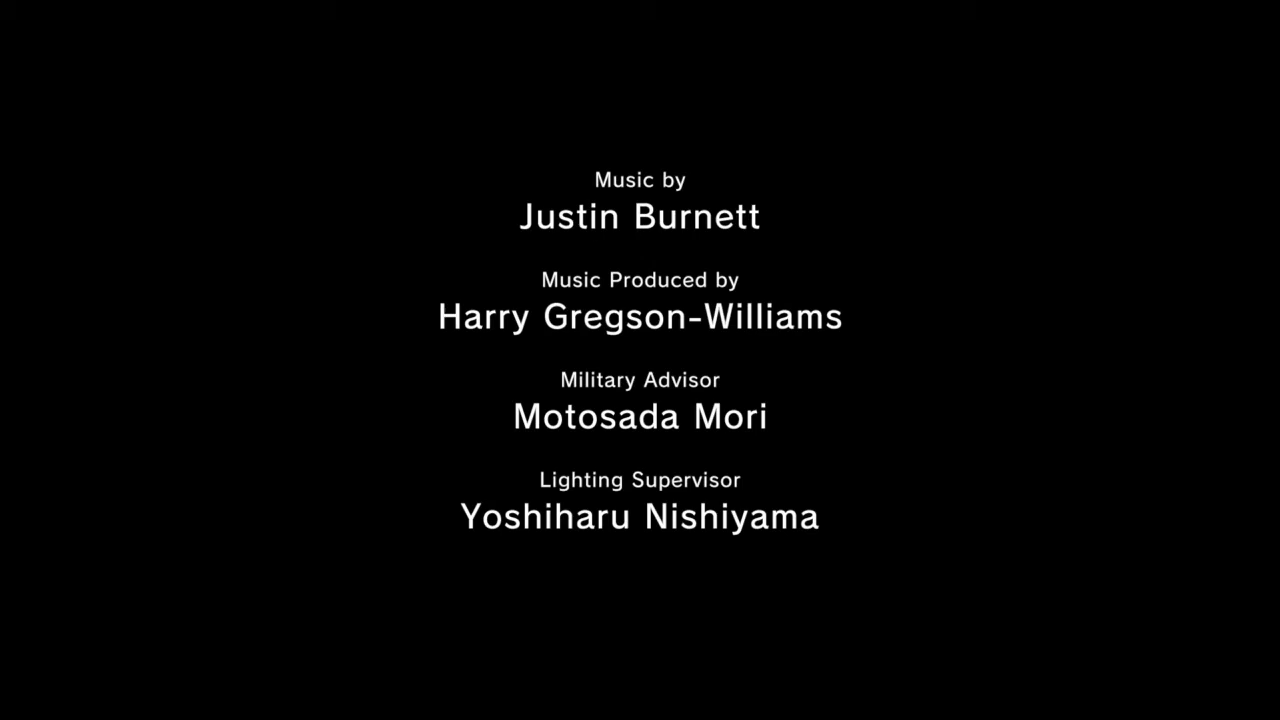 Music by
Justin Burnett
Music Produced by
Harry Gregson-Williams
Military Advisor
Motosada Mori
Lighting Supervisor
Yoshiharu Nishiyama